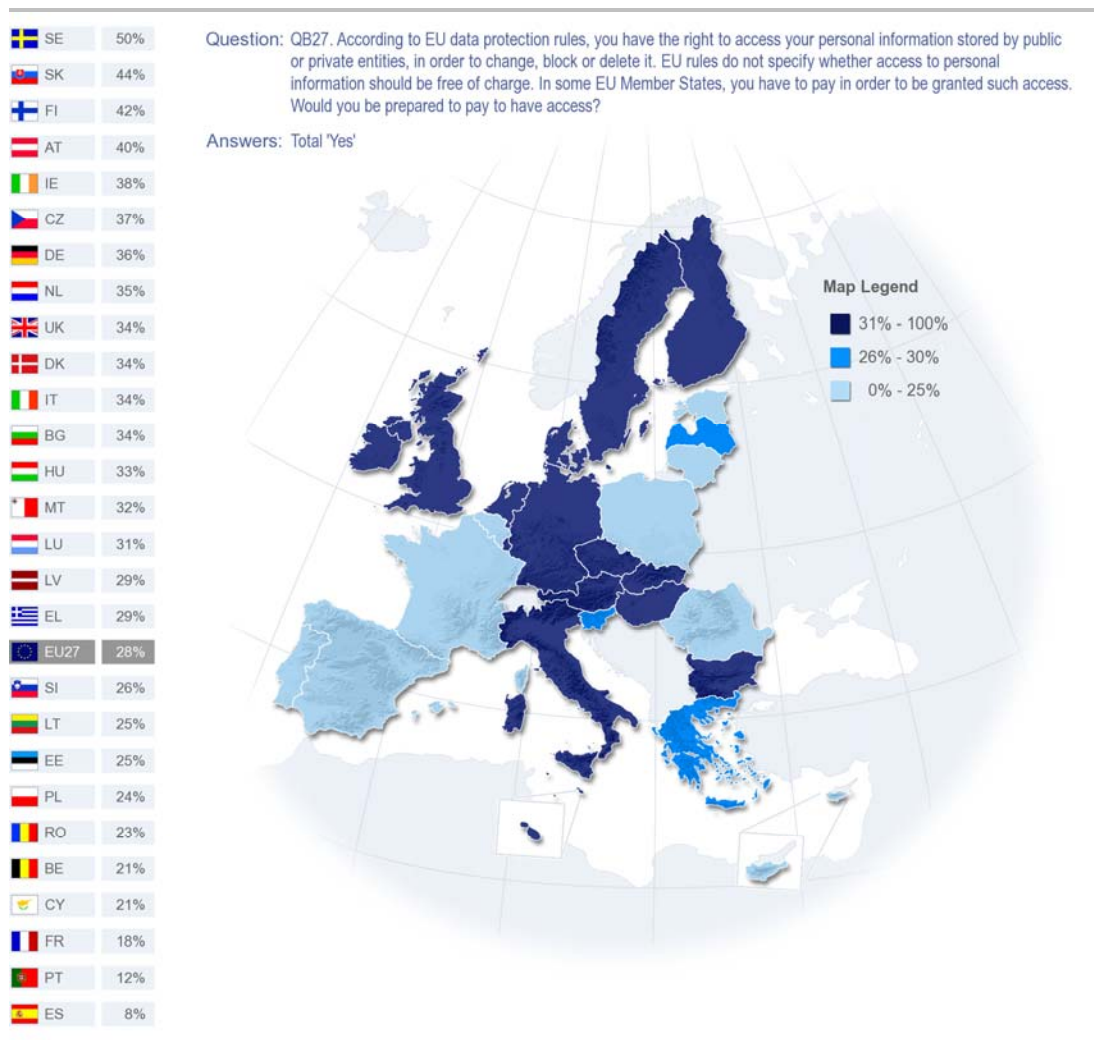 Question: QB27. According to EU data protection rules, you have the right to access your personal information stored by public
or private entities, in order to change, block or delete it. EU rules do not specify whether access to personal
information should be free of charge. In some EU Member States, you have to pay in order to be granted such access.
Would you be prepared to pay to have access?
Answers: Total 'Yes'
SE 50%
SK 44%
FI 42%
AT 40%
IE 38%
CZ 37%
DE 36%
NL 35%
UK 34%
DK 34%
IT 34%
BG 34%
HU 33%
MT 32%
LU 31%
LV 29%
EL 29%
EU27 28%
SI 26%
LT 25%
EE 25%
PL 24%
RO 23%
BE 21%
CY 21%
FR 18%
PT 12%
ES 8%
Map Legend
31% - 100%
26% - 30%
0% - 25%